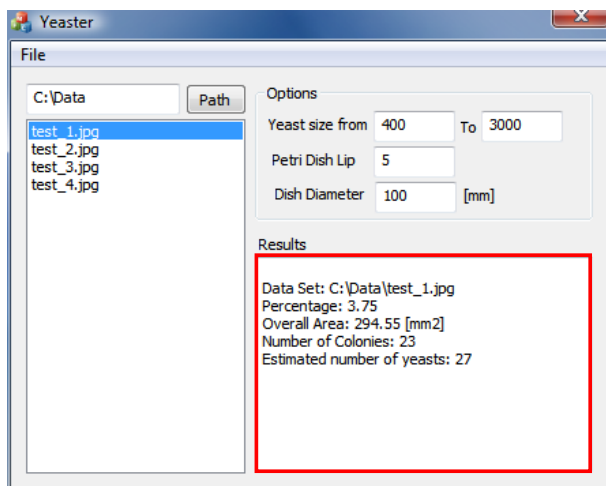 Yeaster
File
C:\Data
Path
test_1.jpg
test_2.jpg
test_3.jpg
test_4.jpg
Options
Yeast size from 400 To 3000
Petri Dish Lip 5
Dish Diameter 100 [mm]
Results
Data Set: C:\Data\test_1.jpg
Percentage: 3.75
Overall Area: 294.55 [mm2]
Number of Colonies: 23
Estimated number of yeasts: 27